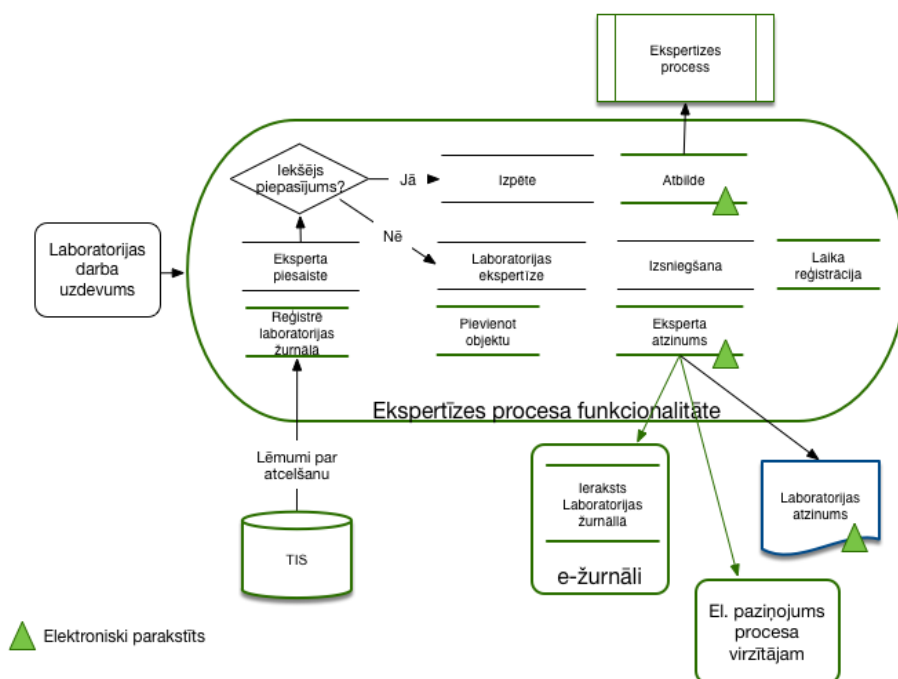 Ekspertizes
process
Iekšējs
piepasījums?
Jā
Izpēte
Atbilde
Nē
Laboratorijas
darba
uzdevums
Eksperta
piesaiste
Laboratorijas
ekspertīze
Izsniegšana
Laika
reģistrācija
Reģistrē
laboratorijas
žurnālā
Pievienot
objektu
Eksperta
atzinums
Ekspertīzes procesa funkcionalitāte
Lēmumi par
atcelšanu
Ieraksts
Laboratorijas
žurnāllā
e-žurnāli
Laboratorijas
atzinums
TIS
El. paziņojums
procesa
virzītājam
Elektroniski parakstīts